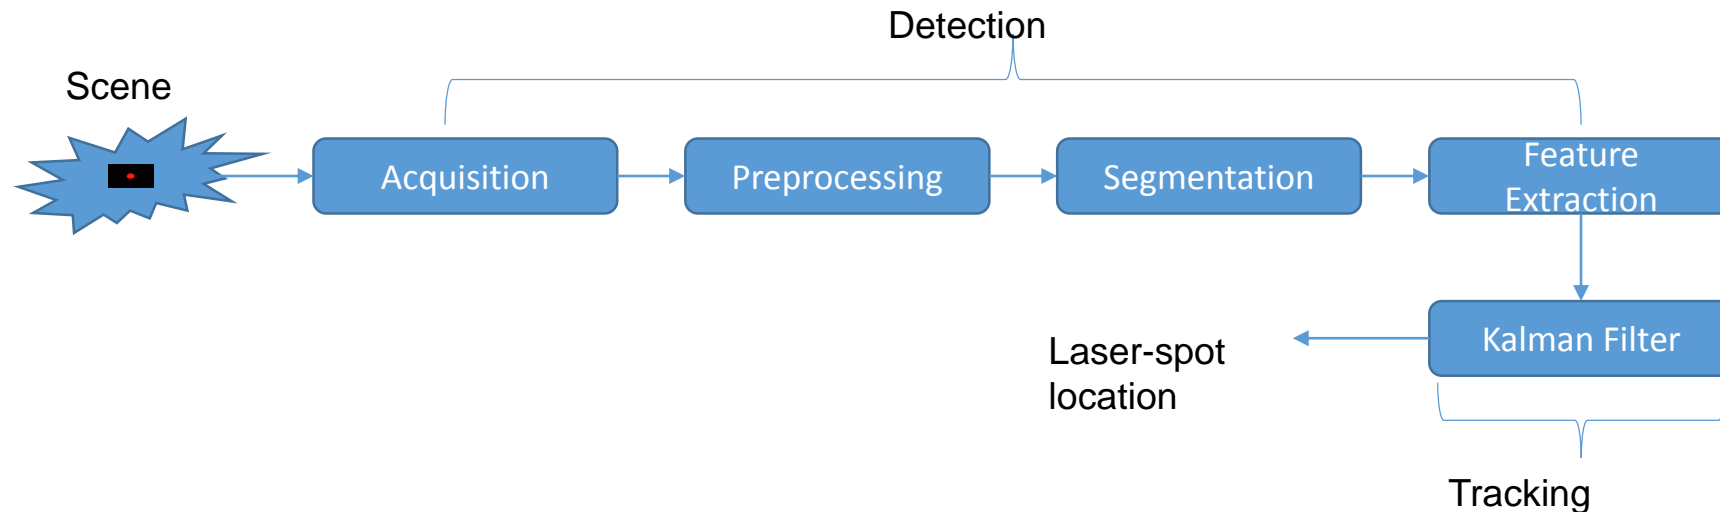 Detection
Scene
Acquisition
Preprocessing
Segmentation
Feature
Extraction
Kalman Filter
Laser-spot
location
Tracking